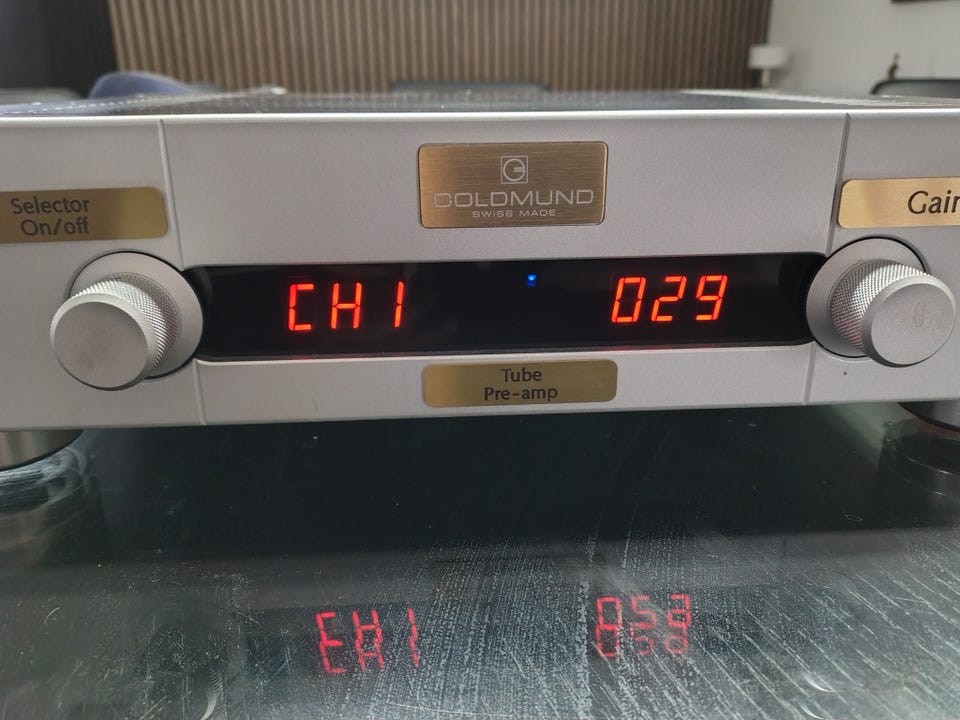 Selector
On/off
GOLDMUND
SWISS MADE
Gain
CH1
029
Tube
Pre-amp